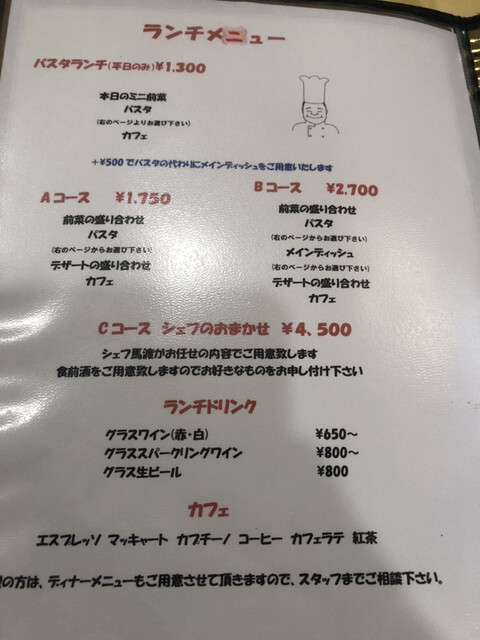 ランチメニュー
パスタランチ(平日のみ)¥1.300
本日のミニ前菜
パスタ
(右のページよりお選び下さい)
カフェ
+¥500でパスタの代わりにメインディッシュをご用意いたします
Aコース ¥1.750
前菜の盛り合わせ
パスタ
(右のページからお選び下さい)
デザートの盛り合わせ
カフェ
Bコース ¥2.700
前菜の盛り合わせ
パスタ
(右のページからお選び下さい)
メインディッシュ
(右のページからお選び下さい)
デザートの盛り合わせ
カフェ
Cコース シェフのおまかせ ¥4、500
シェフ馬渡がお任せの内容でご用意致します
食前酒をご用意致しますのでお好きなものをお申し付け下さい
ランチドリンク
グラスワイン(赤・白) ¥650〜
グラススパークリングワイン ¥800〜
グラス生ビール ¥800
カフェ
エスプレッソ マッキャート カプチーノ コーヒー カフェラテ 紅茶
の方は、ディナーメニューもご用意させて頂きますので、スタッフまでご相談下さい。